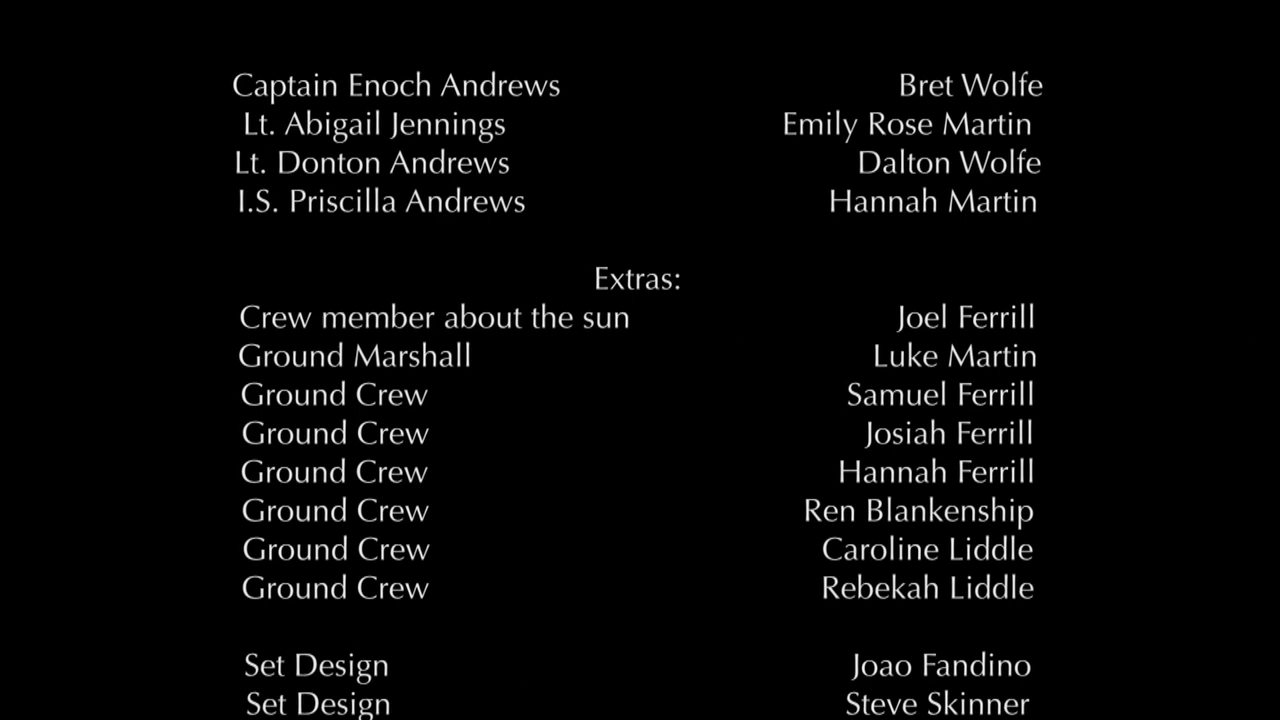 Captain Enoch Andrews Bret Wolfe
Lt. Abigail Jennings Emily Rose Martin
Lt. Donton Andrews Dalton Wolfe
I.S. Priscilla Andrews Hannah Martin
Extras:
Crew member about the sun Joel Ferrill
Ground Marshall Luke Martin
Ground Crew Samuel Ferrill
Ground Crew Josiah Ferrill
Ground Crew Hannah Ferrill
Ground Crew Ren Blankenship
Ground Crew Caroline Liddle
Ground Crew Rebekah Liddle
Set Design Joao Fandino
Set Design Steve Skinner